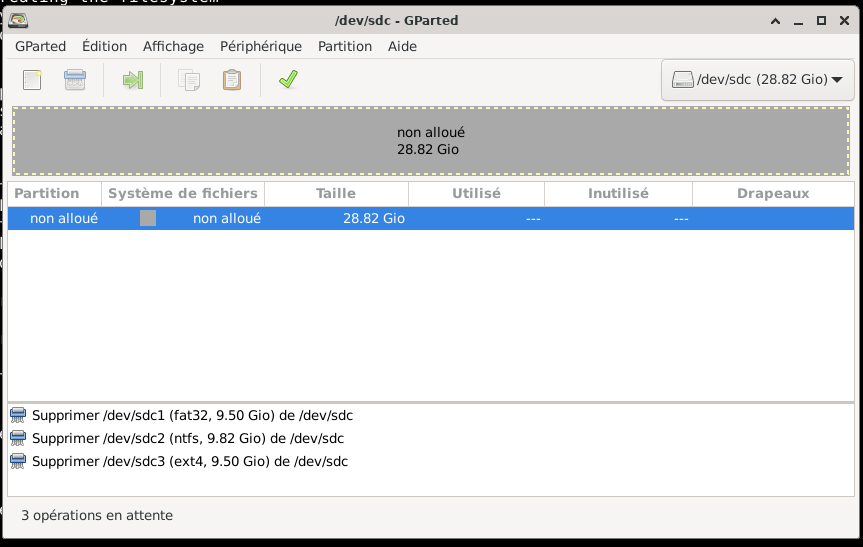 reating the filesystem
/dev/sdc - GParted
GParted Édition Affichage Périphérique Partition Aide
/dev/sdc (28.82 Gio)
non alloué
28.82 Gio
Partition Système de fichiers Taille Utilisé Inutilisé Drapeaux
non alloué non alloué 28.82 Gio --- ---
Supprimer /dev/sdc1 (fat32, 9.50 Gio) de /dev/sdc
Supprimer /dev/sdc2 (ntfs, 9.82 Gio) de /dev/sdc
Supprimer /dev/sdc3 (ext4, 9.50 Gio) de /dev/sdc
3 opérations en attente